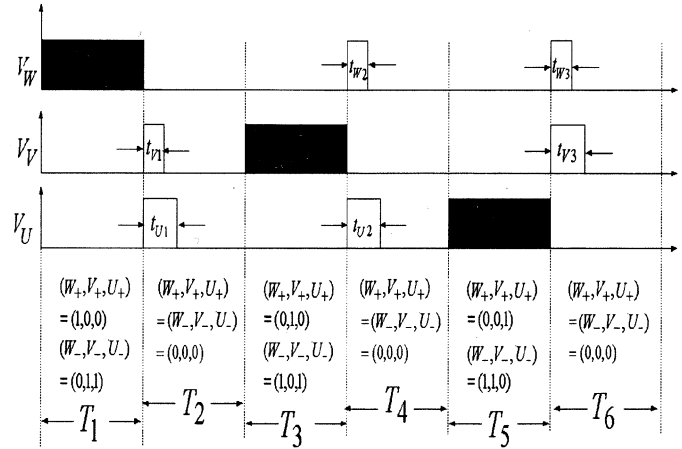 V_W
t_W2
t_W3
V_V
t_V1
t_V3
V_U
t_U1
t_U2
(W₊,V₊,U₊)
=(1,0,0)
(W₋,V₋,U₋)
=(0,1,1)
(W₊,V₊,U₊)
=(W₋,V₋,U₋)
=(0,0,0)
(W₊,V₊,U₊)
=(0,1,0)
(W₋,V₋,U₋)
=(1,0,1)
(W₊,V₊,U₊)
=(W₋,V₋,U₋)
=(0,0,0)
(W₊,V₊,U₊)
=(0,0,1)
(W₋,V₋,U₋)
=(1,1,0)
(W₊,V₊,U₊)
=(W₋,V₋,U₋)
=(0,0,0)
T₁
T₂
T₃
T₄
T₅
T₆